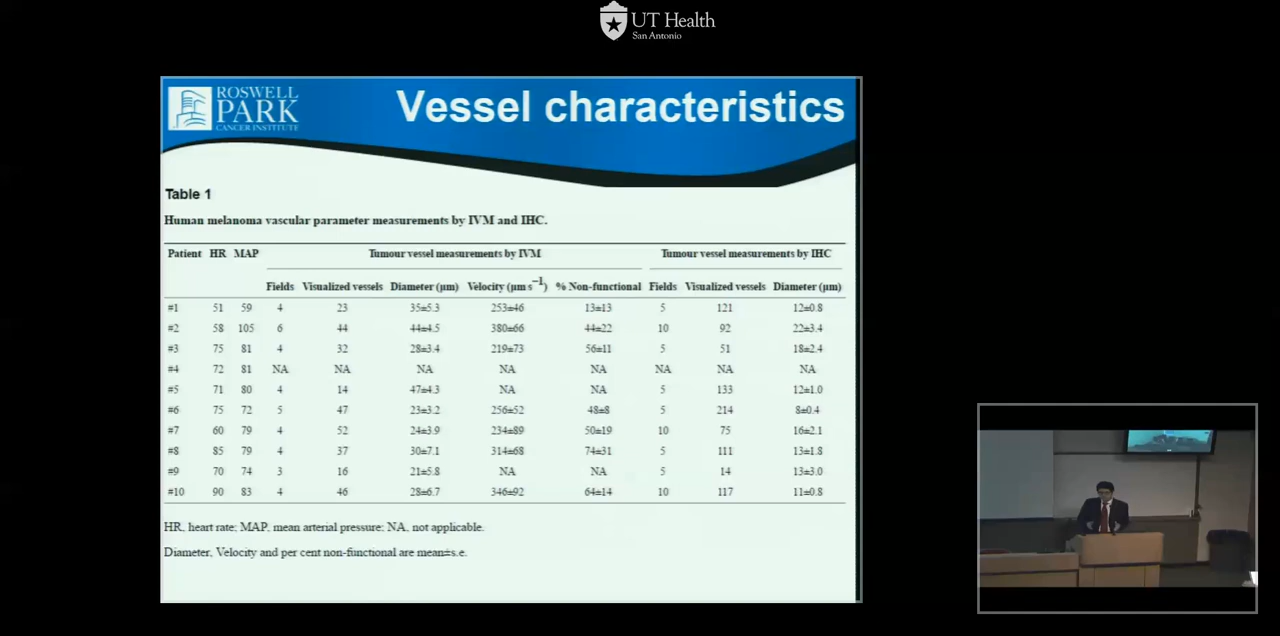 UT Health
San Antonio
ROSWELL
PARK
CANCER INSTITUTE
Vessel characteristics
Table 1
Human melanoma vascular parameter measurements by IVM and IHC.
Patient HR MAP Tumour vessel measurements by IVM Tumour vessel measurements by IHC
Fields Visualized vessels Diameter (μm) Velocity (μm s⁻¹) % Non-functional Fields Visualized vessels Diameter (μm)
#1 51 59 4 23 35±5.3 253±46 13±13 5 121 12±0.8
#2 58 105 6 44 44±4.5 380±66 44±22 10 92 22±3.4
#3 75 81 4 32 28±3.4 219±73 56±11 5 51 18±2.4
#4 72 81 NA NA NA NA NA NA NA NA
#5 71 80 4 14 47±4.3 NA NA 5 133 12±1.0
#6 75 72 5 47 23±3.2 256±52 48±8 5 214 8±0.4
#7 60 79 4 52 24±3.9 234±89 50±19 10 75 16±2.1
#8 85 79 4 37 30±7.1 314±68 74±31 5 111 13±1.8
#9 70 74 3 16 21±5.8 NA NA 5 14 13±3.0
#10 90 83 4 46 28±6.7 346±92 64±14 10 117 11±0.8
HR, heart rate; MAP, mean arterial pressure; NA, not applicable.
Diameter, Velocity and per cent non-functional are mean±s.e.